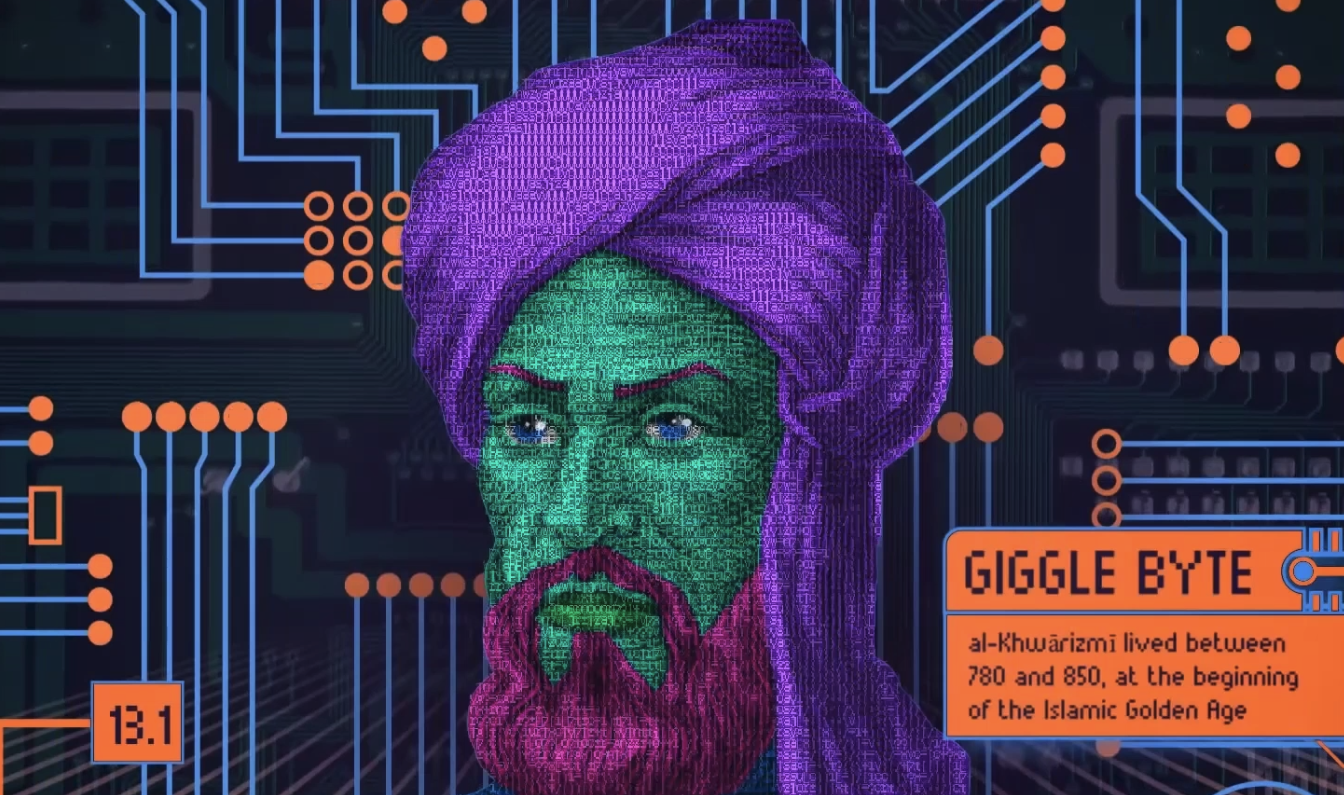 GIGGLE BYTE
al-Khwārizmī lived between
780 and 850, at the beginning
of the Islamic Golden Age
13.1